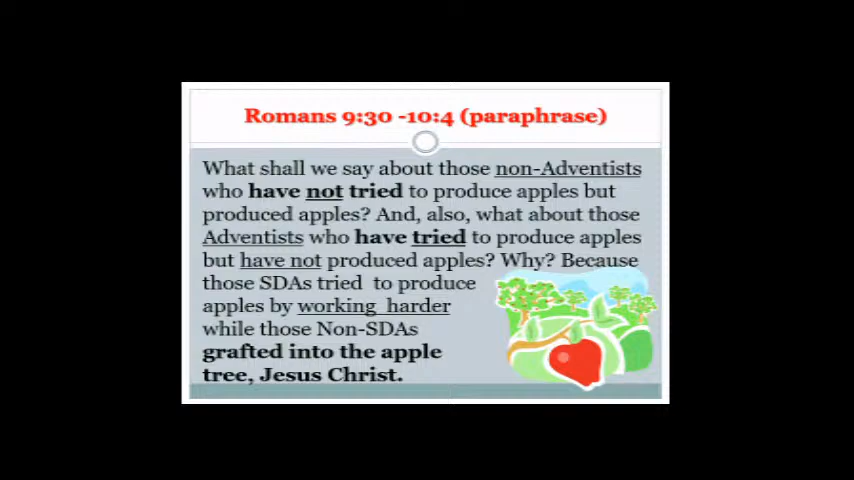 Romans 9:30 -10:4 (paraphrase)
What shall we say about those non-Adventists
who have not tried to produce apples but
produced apples? And, also, what about those
Adventists who have tried to produce apples
but have not produced apples? Why? Because
those SDAs tried to produce
apples by working harder
while those Non-SDAs
grafted into the apple
tree, Jesus Christ.